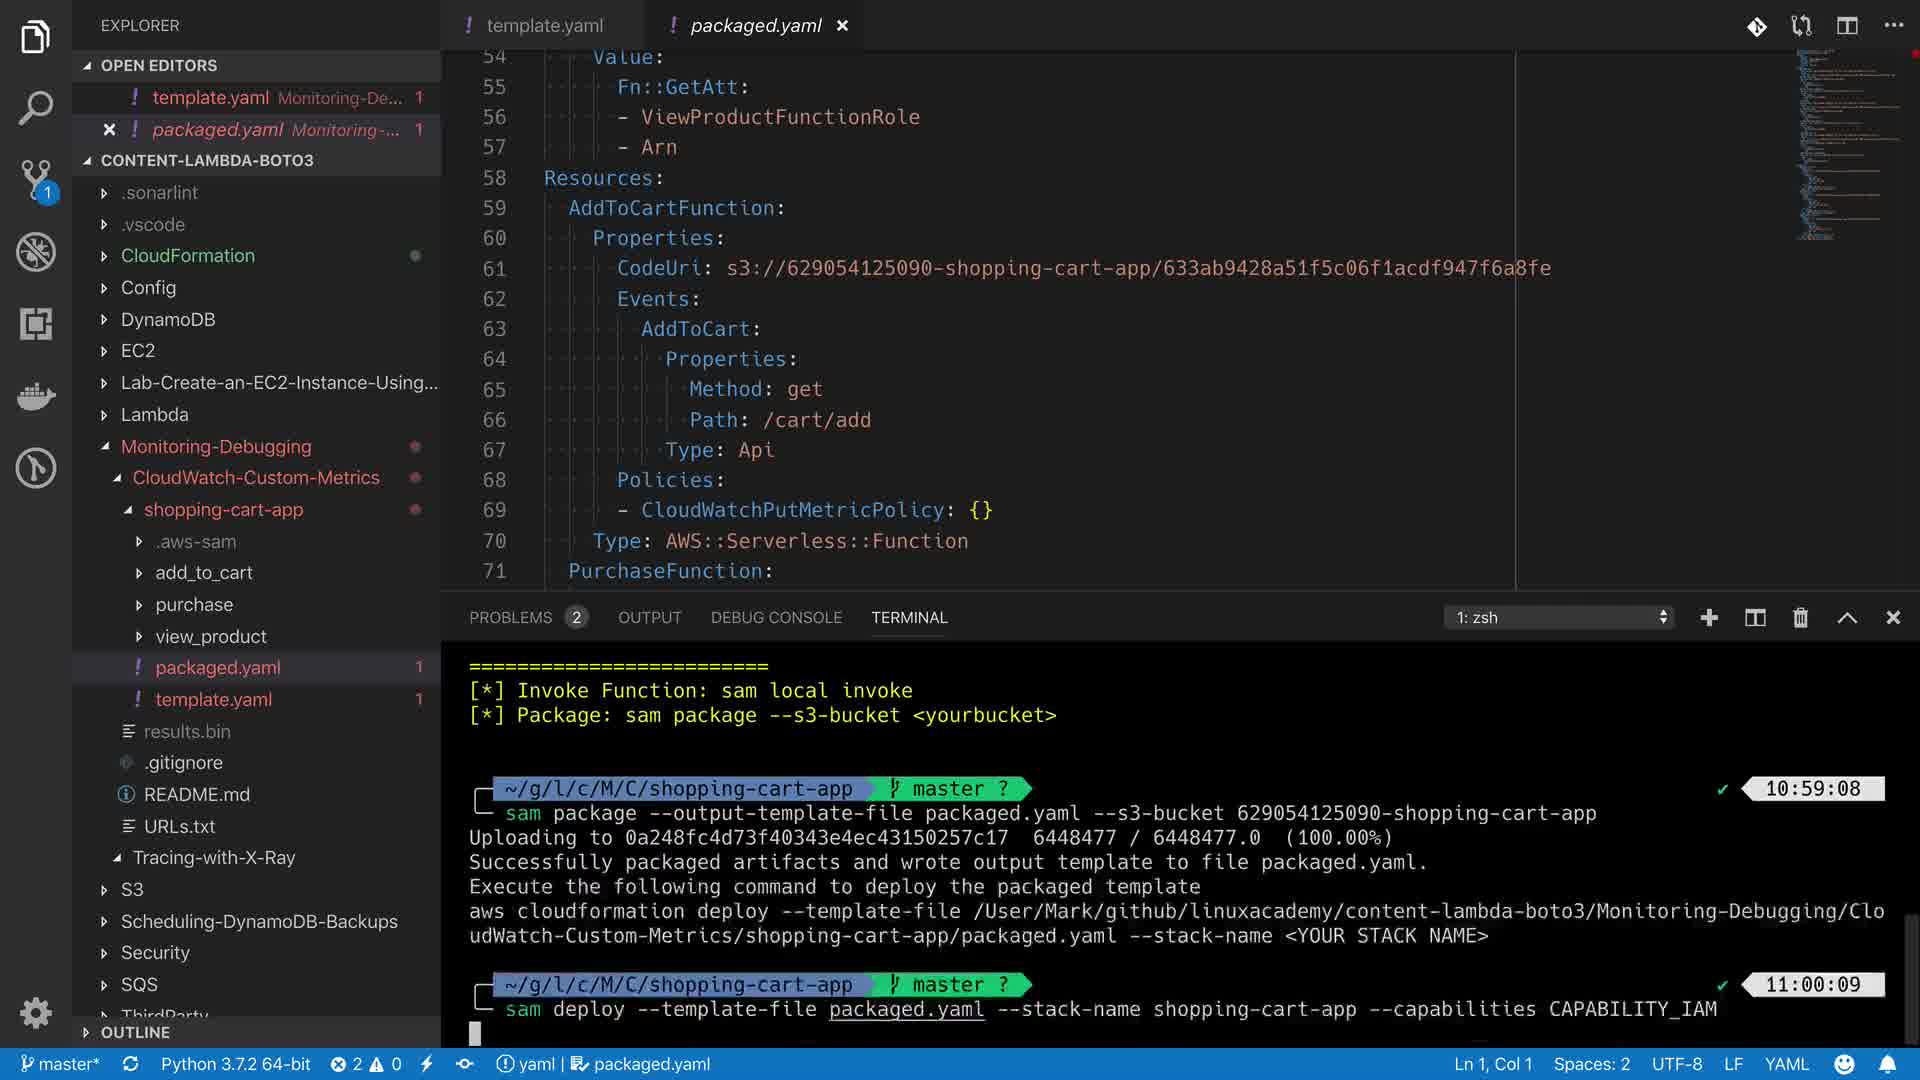 EXPLORER
OPEN EDITORS
! template.yaml Monitoring-De... 1
! packaged.yaml Monitoring-... 1
CONTENT-LAMBDA-BOTO3
.sonarlint
.vscode
CloudFormation
Config
DynamoDB
EC2
Lab-Create-an-EC2-Instance-Using...
Lambda
Monitoring-Debugging
CloudWatch-Custom-Metrics
shopping-cart-app
.aws-sam
add_to_cart
purchase
view_product
! packaged.yaml 1
! template.yaml 1
results.bin
.gitignore
README.md
URLs.txt
Tracing-with-X-Ray
S3
Scheduling-DynamoDB-Backups
Security
SQS
ThirdParty
OUTLINE
1
! template.yaml
! packaged.yaml
54 Value:
55 Fn::GetAtt:
56 - ViewProductFunctionRole
57 - Arn
58 Resources:
59 AddToCartFunction:
60 Properties:
61 CodeUri: s3://629054125090-shopping-cart-app/633ab9428a51f5c06f1acdf947f6a8fe
62 Events:
63 AddToCart:
64 Properties:
65 Method: get
66 Path: /cart/add
67 Type: Api
68 Policies:
69 - CloudWatchPutMetricPolicy: {}
70 Type: AWS::Serverless::Function
71 PurchaseFunction:
PROBLEMS 2 OUTPUT DEBUG CONSOLE TERMINAL 1: zsh
=========================
[*] Invoke Function: sam local invoke
[*] Package: sam package --s3-bucket <yourbucket>
~/g/l/c/M/C/shopping-cart-app master ? ✔ 10:59:08
sam package --output-template-file packaged.yaml --s3-bucket 629054125090-shopping-cart-app
Uploading to 0a248fc4d73f40343e4ec43150257c17 6448477 / 6448477.0 (100.00%)
Successfully packaged artifacts and wrote output template to file packaged.yaml.
Execute the following command to deploy the packaged template
aws cloudformation deploy --template-file /User/Mark/github/linuxacademy/content-lambda-boto3/Monitoring-Debugging/Clo
udWatch-Custom-Metrics/shopping-cart-app/packaged.yaml --stack-name <YOUR STACK NAME>
~/g/l/c/M/C/shopping-cart-app master ? ✔ 11:00:09
sam deploy --template-file packaged.yaml --stack-name shopping-cart-app --capabilities CAPABILITY_IAM
master* Python 3.7.2 64-bit 2 0 yaml | packaged.yaml Ln 1, Col 1 Spaces: 2 UTF-8 LF YAML